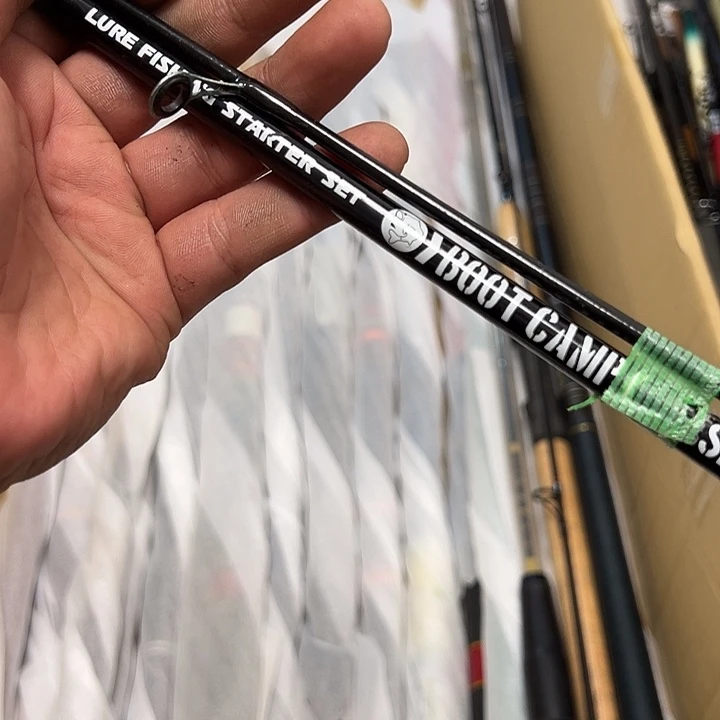 LURE FISHING STARTER SET
BOOT CAMP